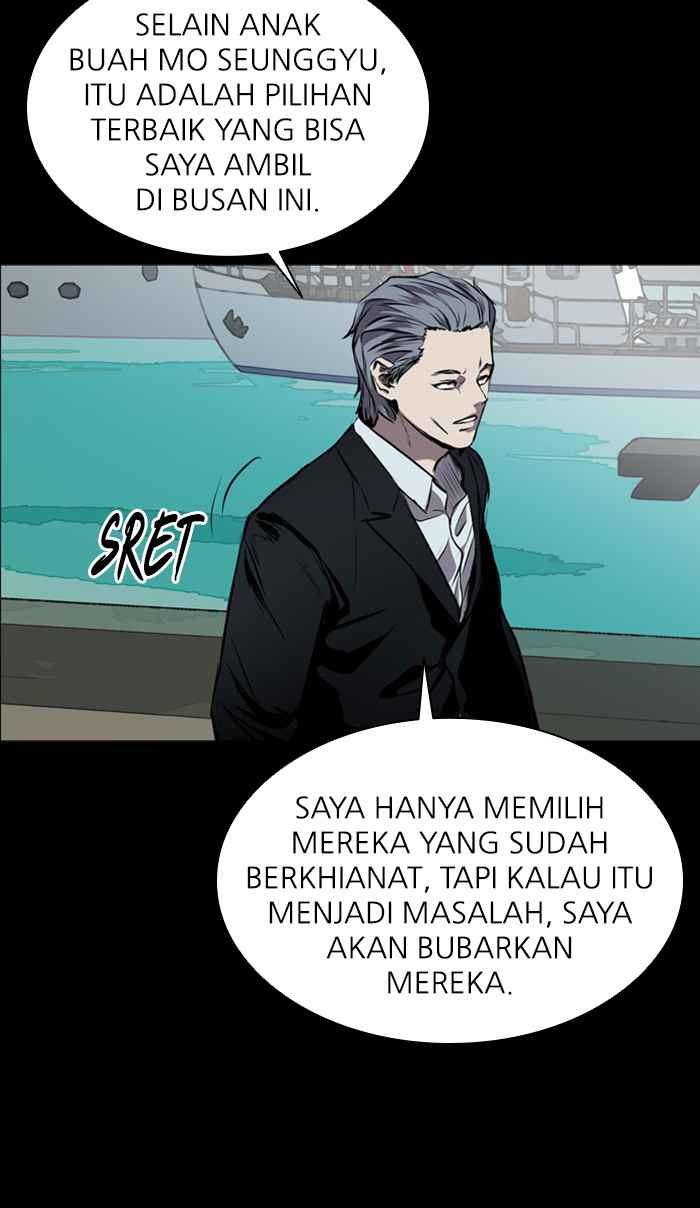 SELAIN ANAK
BUAH MO SEUNGGYU,
ITU ADALAH PILIHAN
TERBAIK YANG BISA
SAYA AMBIL
DI BUSAN INI.
SRET
SAYA HANYA MEMILIH
MEREKA YANG SUDAH
BERKHIANAT, TAPI KALAU ITU
MENJADI MASALAH, SAYA
AKAN BUBARKAN
MEREKA.